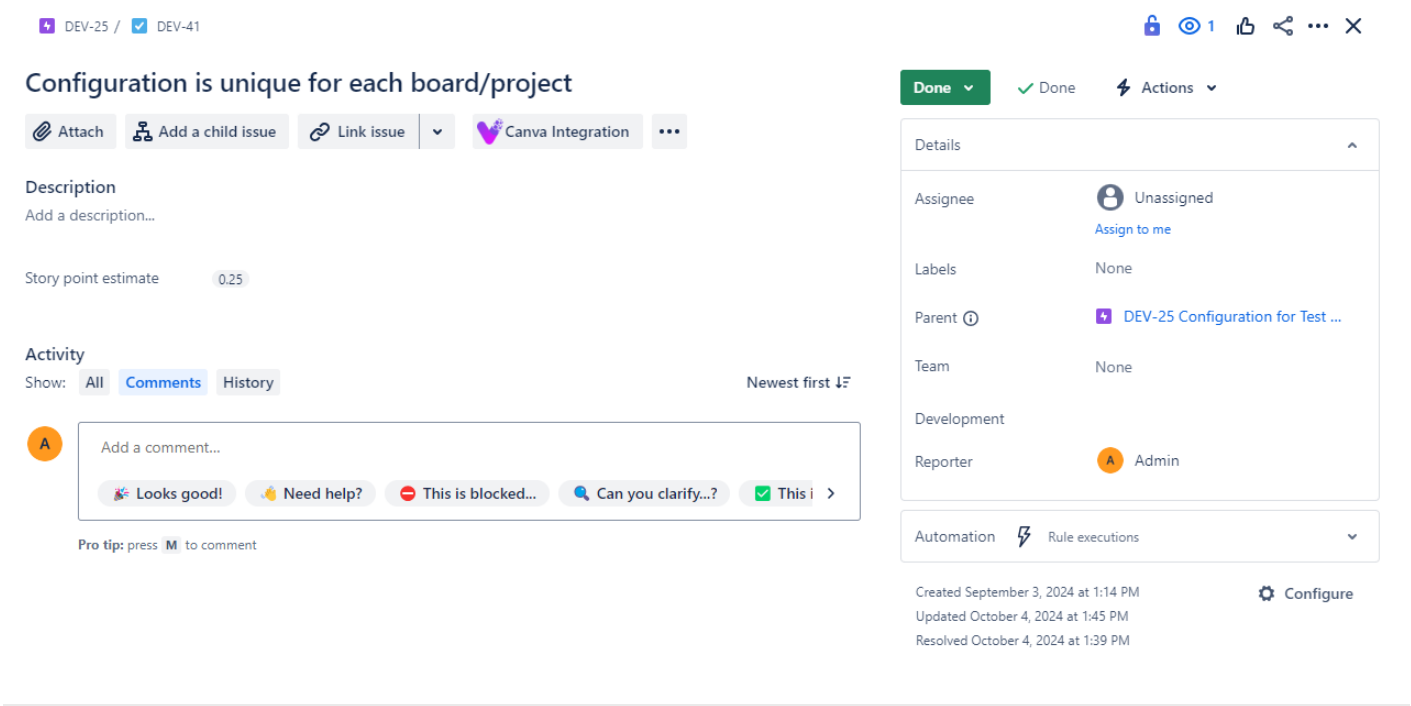 DEV-25 / DEV-41
1
Configuration is unique for each board/project
Attach
Add a child issue
Link issue
Canva Integration
Description
Add a description...
Story point estimate 0.25
Activity
Show: All Comments History
Newest first
A
Add a comment...
Looks good!
Need help?
This is blocked...
Can you clarify...?
This i
Pro tip: press M to comment
Done
Done
Actions
Details
Assignee Unassigned
Assign to me
Labels None
Parent DEV-25 Configuration for Test ...
Team None
Development
Reporter A Admin
Automation Rule executions
Created September 3, 2024 at 1:14 PM
Updated October 4, 2024 at 1:45 PM
Resolved October 4, 2024 at 1:39 PM
Configure